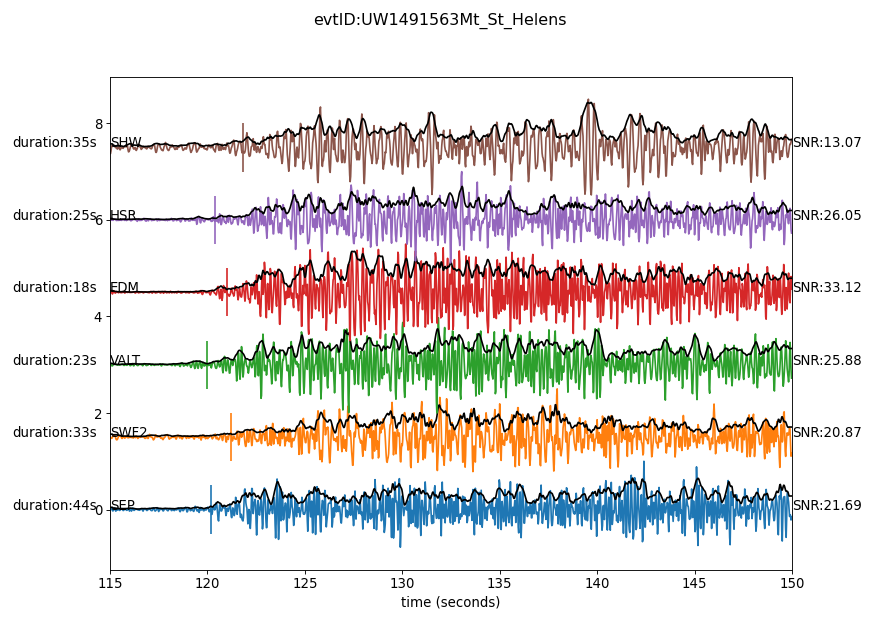 evtID:UW1491563Mt_St_Helens
8
duration:35s SHW SNR:13.07
duration:25s HSR SNR:26.05
6
duration:18s EDM SNR:33.12
4
duration:23s VALT SNR:25.88
2
duration:33s SWF2 SNR:20.87
duration:44s SEP SNR:21.69
0
115 120 125 130 135 140 145 150
time (seconds)